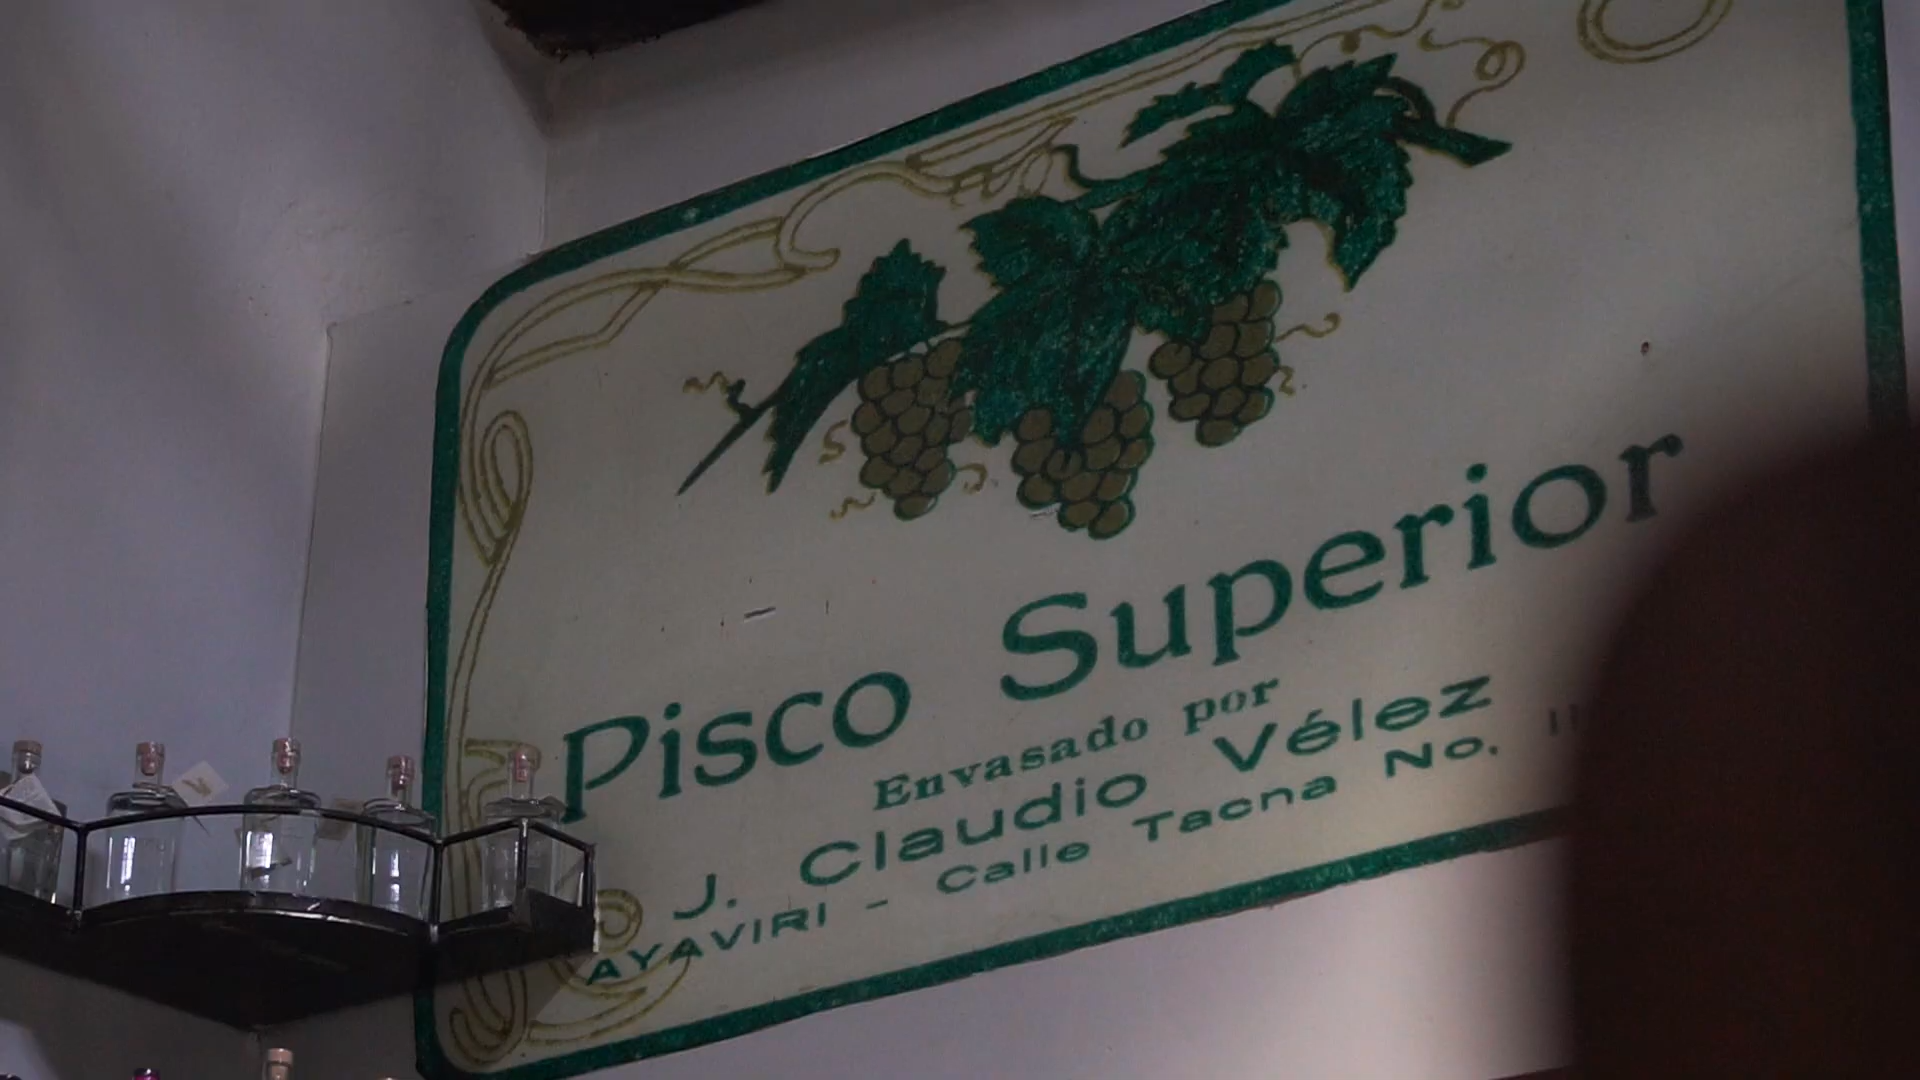 Pisco Superior
Envasado por
J. Claudio Vélez
AYAVIRI - Calle Tacna No.